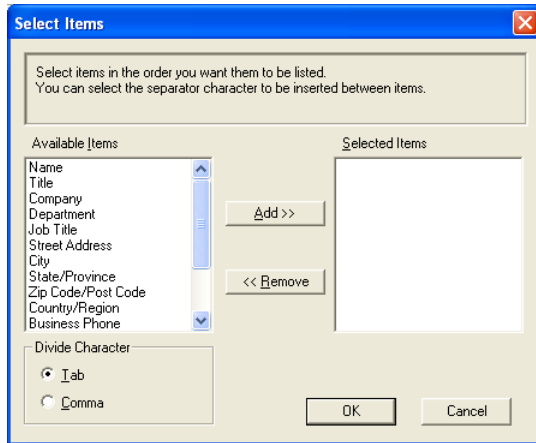 Select Items
Select items in the order you want them to be listed.
You can select the separator character to be inserted between items.
Available Items
Selected Items
Name
Title
Company
Department
Job Title
Street Address
City
State/Province
Zip Code/Post Code
Country/Region
Business Phone
Add >>
<< Remove
Divide Character
Tab
Comma
OK
Cancel